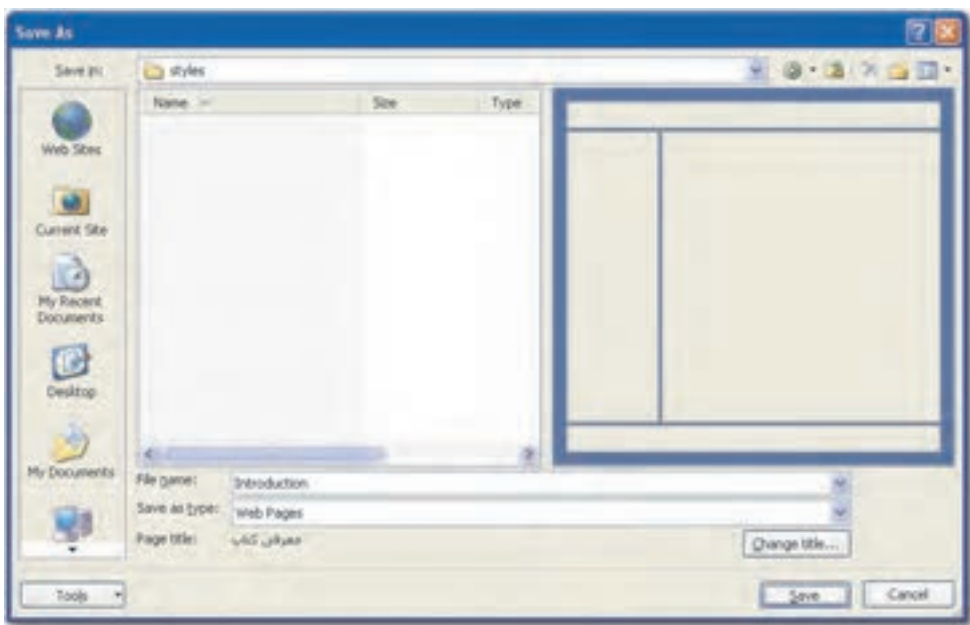 Save As
Save in: styles
Name Size Type
Web Sites
Current Site
My Recent
Documents
Desktop
My Documents
File name: Introduction
Save as type: Web Pages
Page title: معرفی کتاب
Change title...
Tools Save Cancel